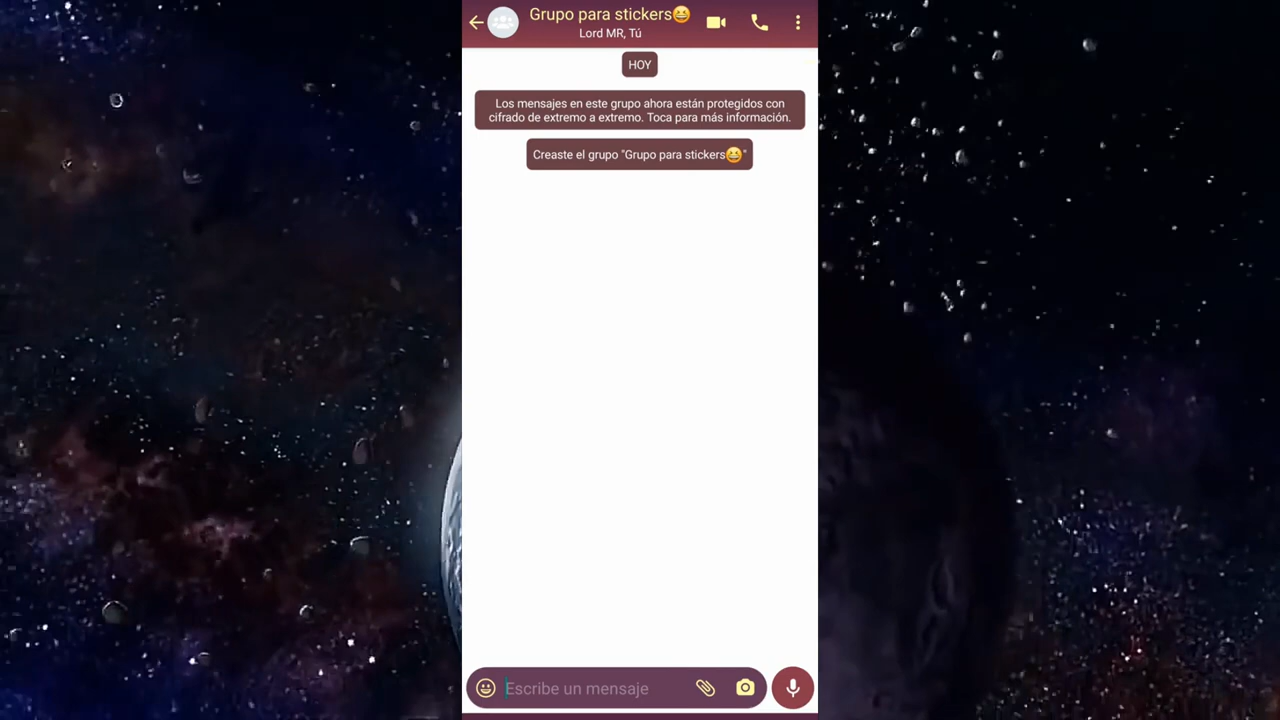 Grupo para stickers😆
Lord MR, Tú
HOY
Los mensajes en este grupo ahora están protegidos con
cifrado de extremo a extremo. Toca para más información.
Creaste el grupo "Grupo para stickers😆"
Escribe un mensaje